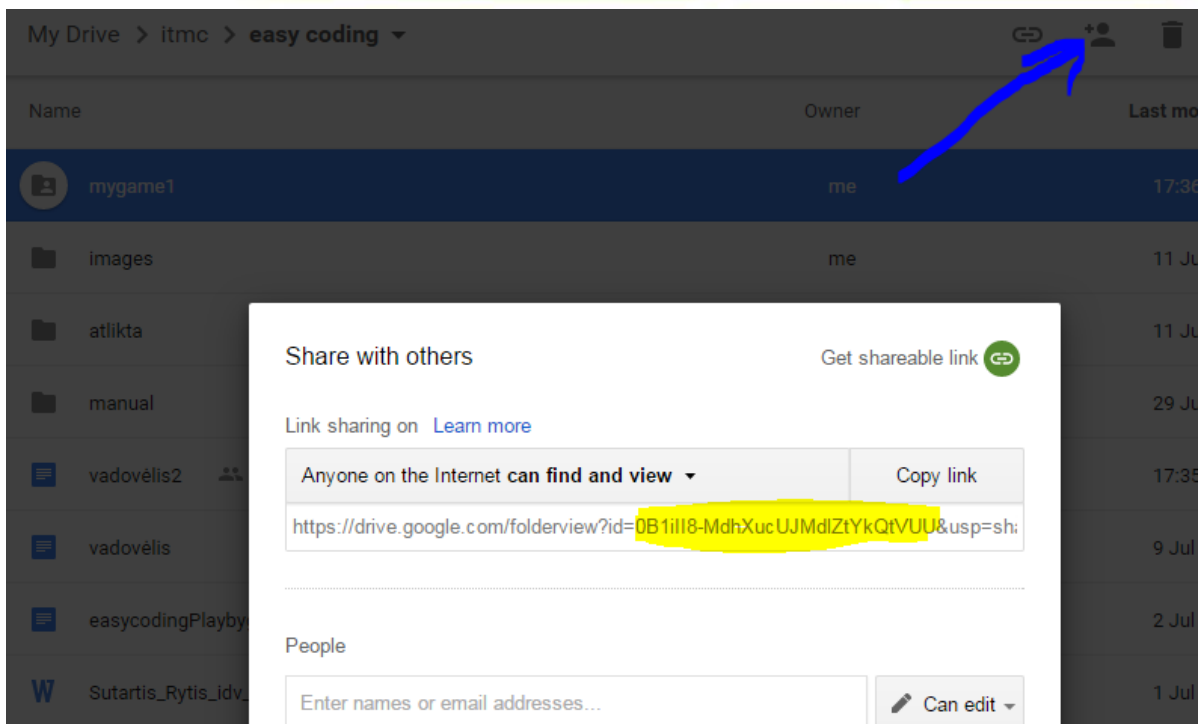 My Drive > itmc > easy coding
Name Owner Last mo
mygame1 me 17:36
images me 11 Ju
atlikta 11 Ju
manual 29 Ju
vadovėlis2 17:35
vadovėlis 9 Jul
easycodingPlayby 2 Jul
Sutartis_Rytis_idv_ 1 Jul
Share with others Get shareable link
Link sharing on Learn more
Anyone on the Internet can find and view Copy link
https://drive.google.com/folderview?id=0B1iII8-MdhXucUJMdlZtYkQtVUU&usp=sha
People
Enter names or email addresses... Can edit